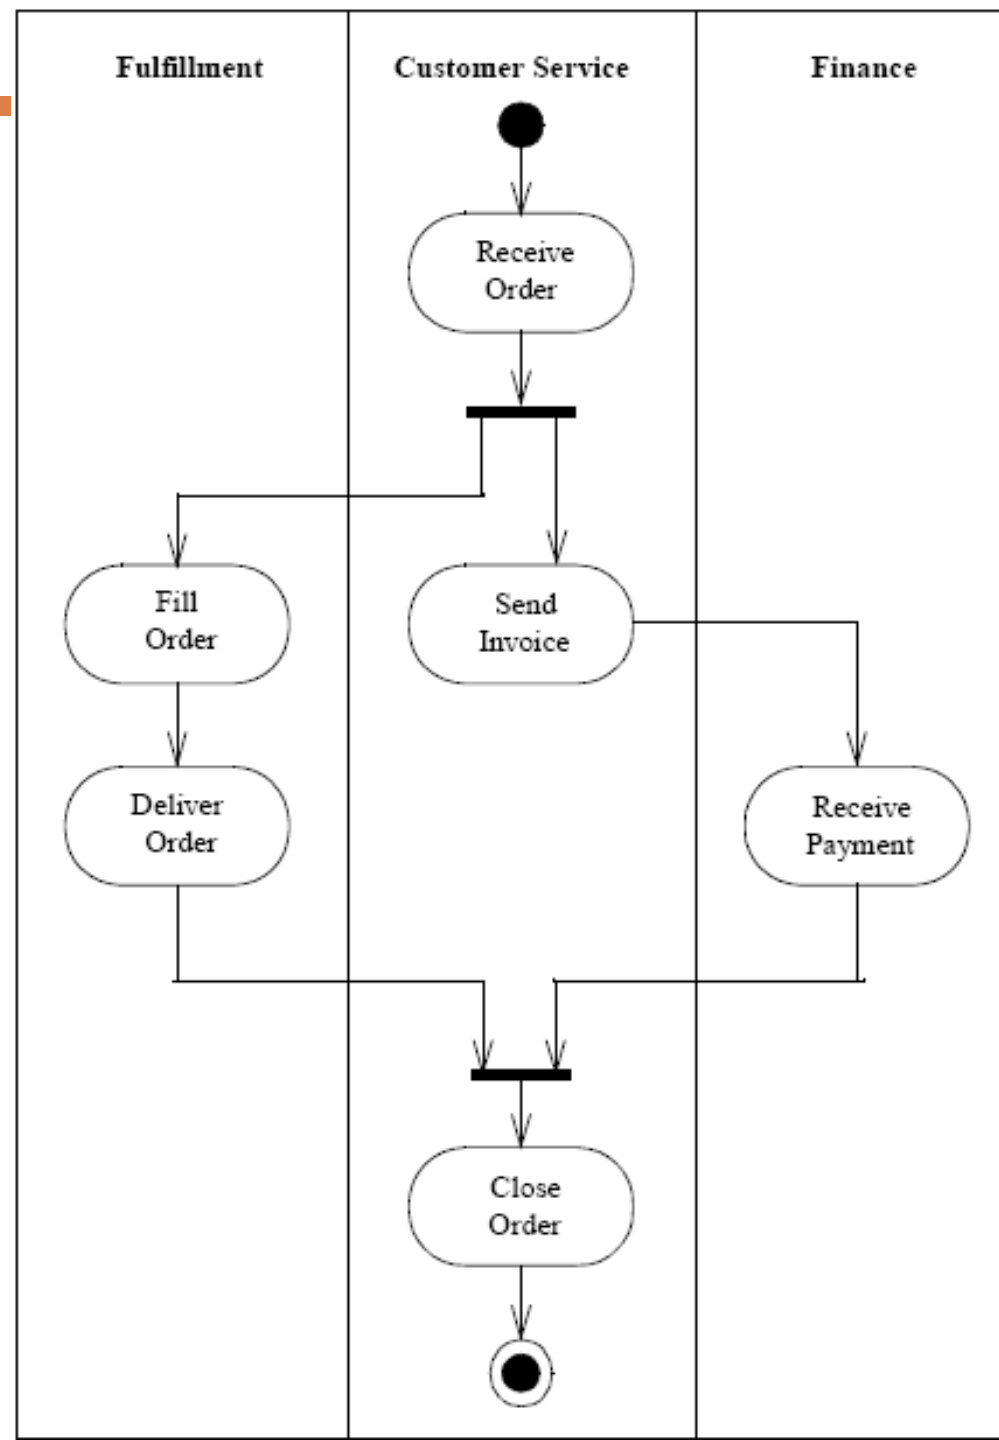 Fulfillment
Customer Service
Finance
Receive
Order
Fill
Order
Send
Invoice
Deliver
Order
Receive
Payment
Close
Order